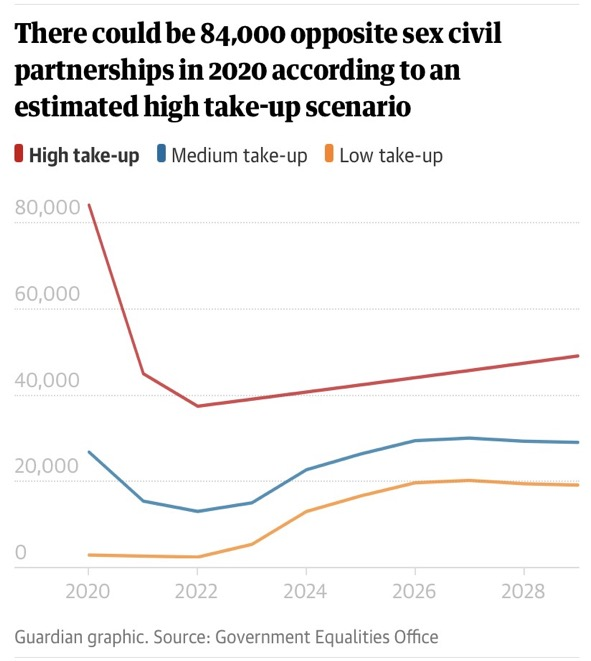 There could be 84,000 opposite sex civil
partnerships in 2020 according to an
estimated high take-up scenario
High take-up Medium take-up Low take-up
80,000
60,000
40,000
20,000
0
2020 2022 2024 2026 2028
Guardian graphic. Source: Government Equalities Office